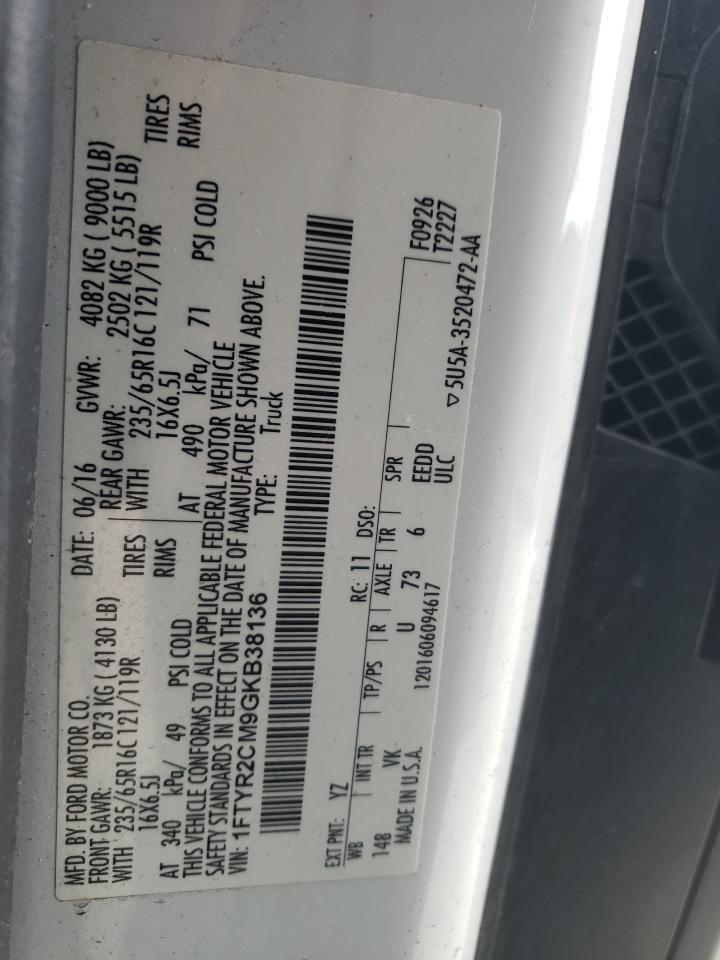 MFD. BY FORD MOTOR CO.
DATE: 06/16 GVWR: 4082 KG ( 9000 LB)
FRONT GAWR: 1873 KG ( 4130 LB)
REAR GAWR: 2502 KG ( 5515 LB)
WITH 235/65R16C 121/119R TIRES
WITH 235/65R16C 121/119R TIRES
16X6.5J RIMS
16X6.5J RIMS
AT 340 kPa/ 49 PSI COLD
AT 490 kPa/ 71 PSI COLD
THIS VEHICLE CONFORMS TO ALL APPLICABLE FEDERAL MOTOR VEHICLE
SAFETY STANDARDS IN EFFECT ON THE DATE OF MANUFACTURE SHOWN ABOVE.
VIN: 1FTYR2CM9GKB38136 TYPE: Truck
EXT PNT: YZ RC: 11 DSO: F0926
WB INT TR TP/PS R AXLE TR SPR T2227
148 VK U 73 6 EEDD
MADE IN U.S.A. 1201606094617 ULC
▽ 5U5A-3520472-AA